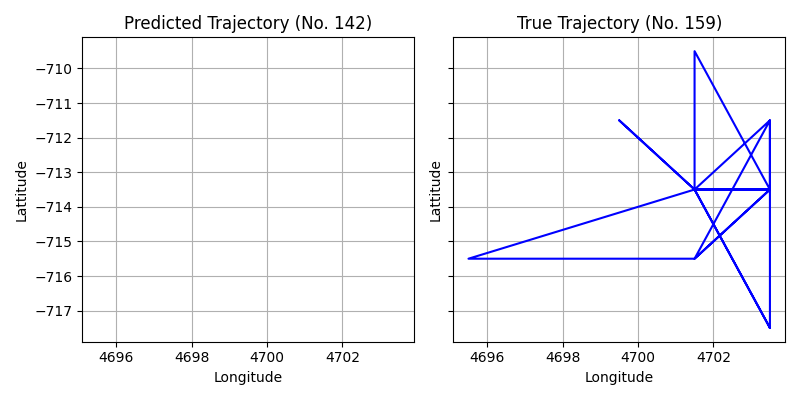 Predicted Trajectory (No. 142)
True Trajectory (No. 159)
Lattitude
−710
−711
−712
−713
−714
−715
−716
−717
4696
4698
4700
4702
Longitude
Lattitude
4696
4698
4700
4702
Longitude